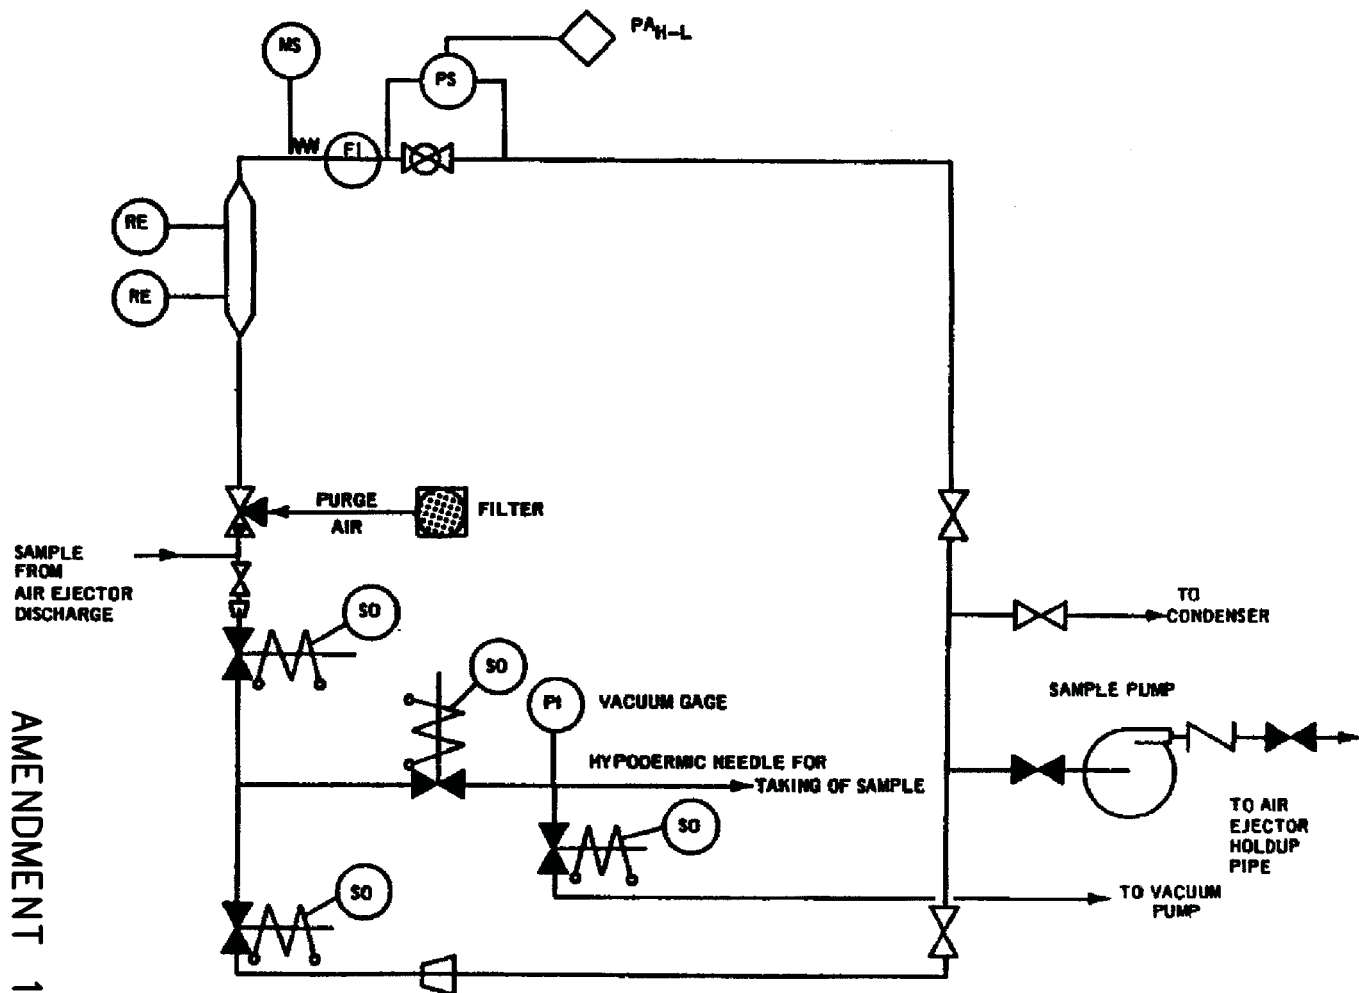 PAH-L
MS
PS
FI
RE
RE
PURGE
AIR
FILTER
SAMPLE
FROM
AIR EJECTOR
DISCHARGE
SO
TO
CONDENSER
SO
SAMPLE PUMP
PI
VACUUM GAGE
HYPODERMIC NEEDLE FOR
TAKING OF SAMPLE
SO
TO AIR
EJECTOR
HOLDUP
PIPE
SO
TO VACUUM
PUMP
AMENDMENT 1